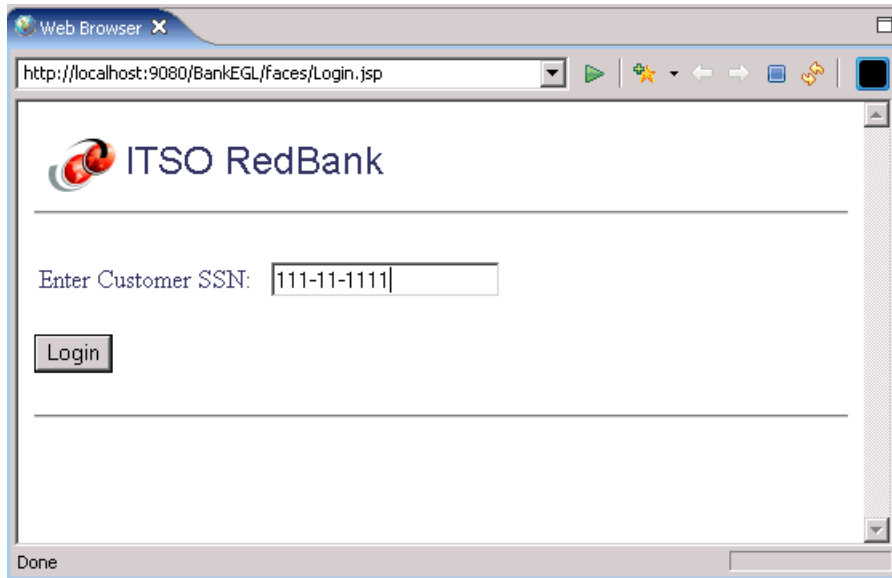 Web Browser
http://localhost:9080/BankEGL/faces/Login.jsp
ITSO RedBank
Enter Customer SSN: 111-11-1111
Login
Done